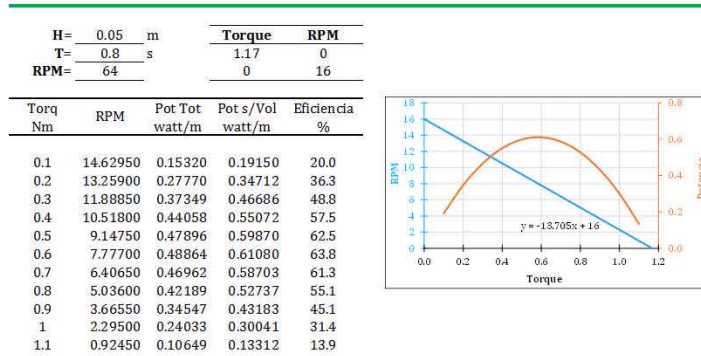 H= 0.05 m
T= 0.8 s
RPM= 64
Torque RPM
1.17 0
0 16
Torq Nm RPM Pot Tot watt/m Pot s/Vol watt/m Eficiencia %
0.1 14.62950 0.15320 0.19150 20.0
0.2 13.25900 0.27770 0.34712 36.3
0.3 11.88850 0.37349 0.46686 48.8
0.4 10.51800 0.44058 0.55072 57.5
0.5 9.14750 0.47896 0.59870 62.5
0.6 7.77700 0.48864 0.61080 63.8
0.7 6.40650 0.46962 0.58703 61.3
0.8 5.03600 0.42189 0.52737 55.1
0.9 3.66550 0.34547 0.43183 45.1
1 2.29500 0.24033 0.30041 31.4
1.1 0.92450 0.10649 0.13312 13.9
RPM
18
16
14
12
10
8
6
4
2
0
0.8
0.6
0.4
0.2
0.0
y = -13.705x + 16
0.0 0.2 0.4 0.6 0.8 1.0 1.2
Torque